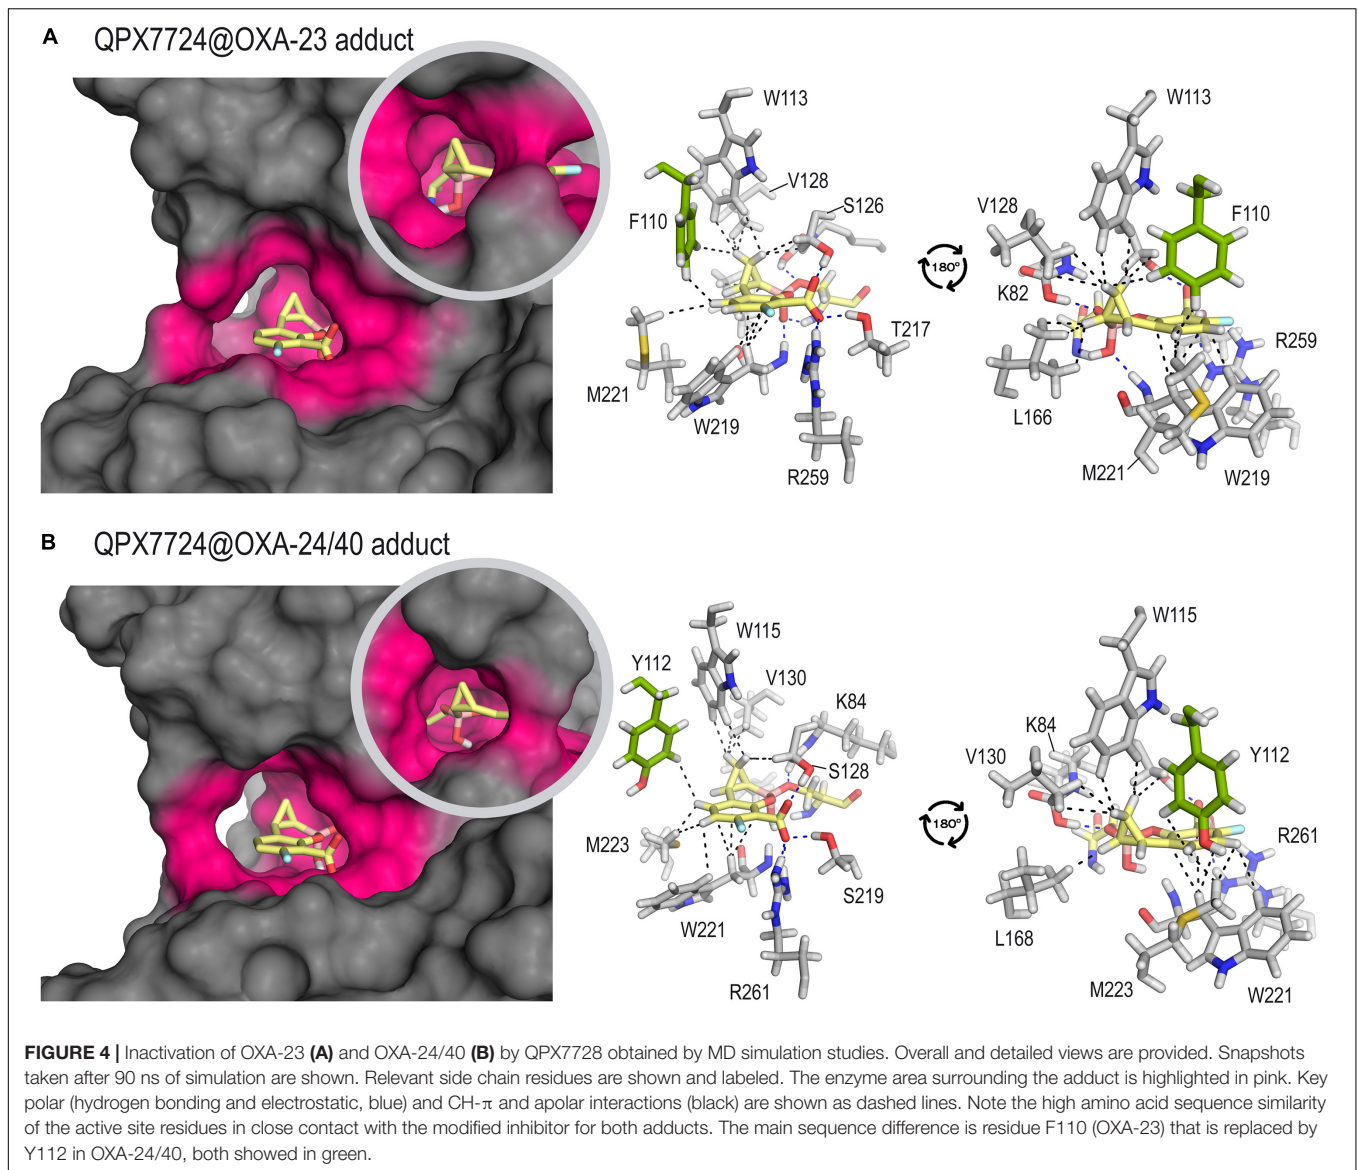 A QPX7724@OXA-23 adduct
W113
V128
S126
F110
M221
W219
T217
R259
180°
W113
V128
F110
K82
R259
L166
M221
W219
B QPX7724@OXA-24/40 adduct
W115
Y112
V130
K84
S128
M223
S219
W221
R261
180°
W115
K84
V130
Y112
R261
L168
M223
W221
FIGURE 4 | Inactivation of OXA-23 (A) and OXA-24/40 (B) by QPX7728 obtained by MD simulation studies. Overall and detailed views are provided. Snapshots
taken after 90 ns of simulation are shown. Relevant side chain residues are shown and labeled. The enzyme area surrounding the adduct is highlighted in pink. Key
polar (hydrogen bonding and electrostatic, blue) and CH-π and apolar interactions (black) are shown as dashed lines. Note the high amino acid sequence similarity
of the active site residues in close contact with the modified inhibitor for both adducts. The main sequence difference is residue F110 (OXA-23) that is replaced by
Y112 in OXA-24/40, both showed in green.